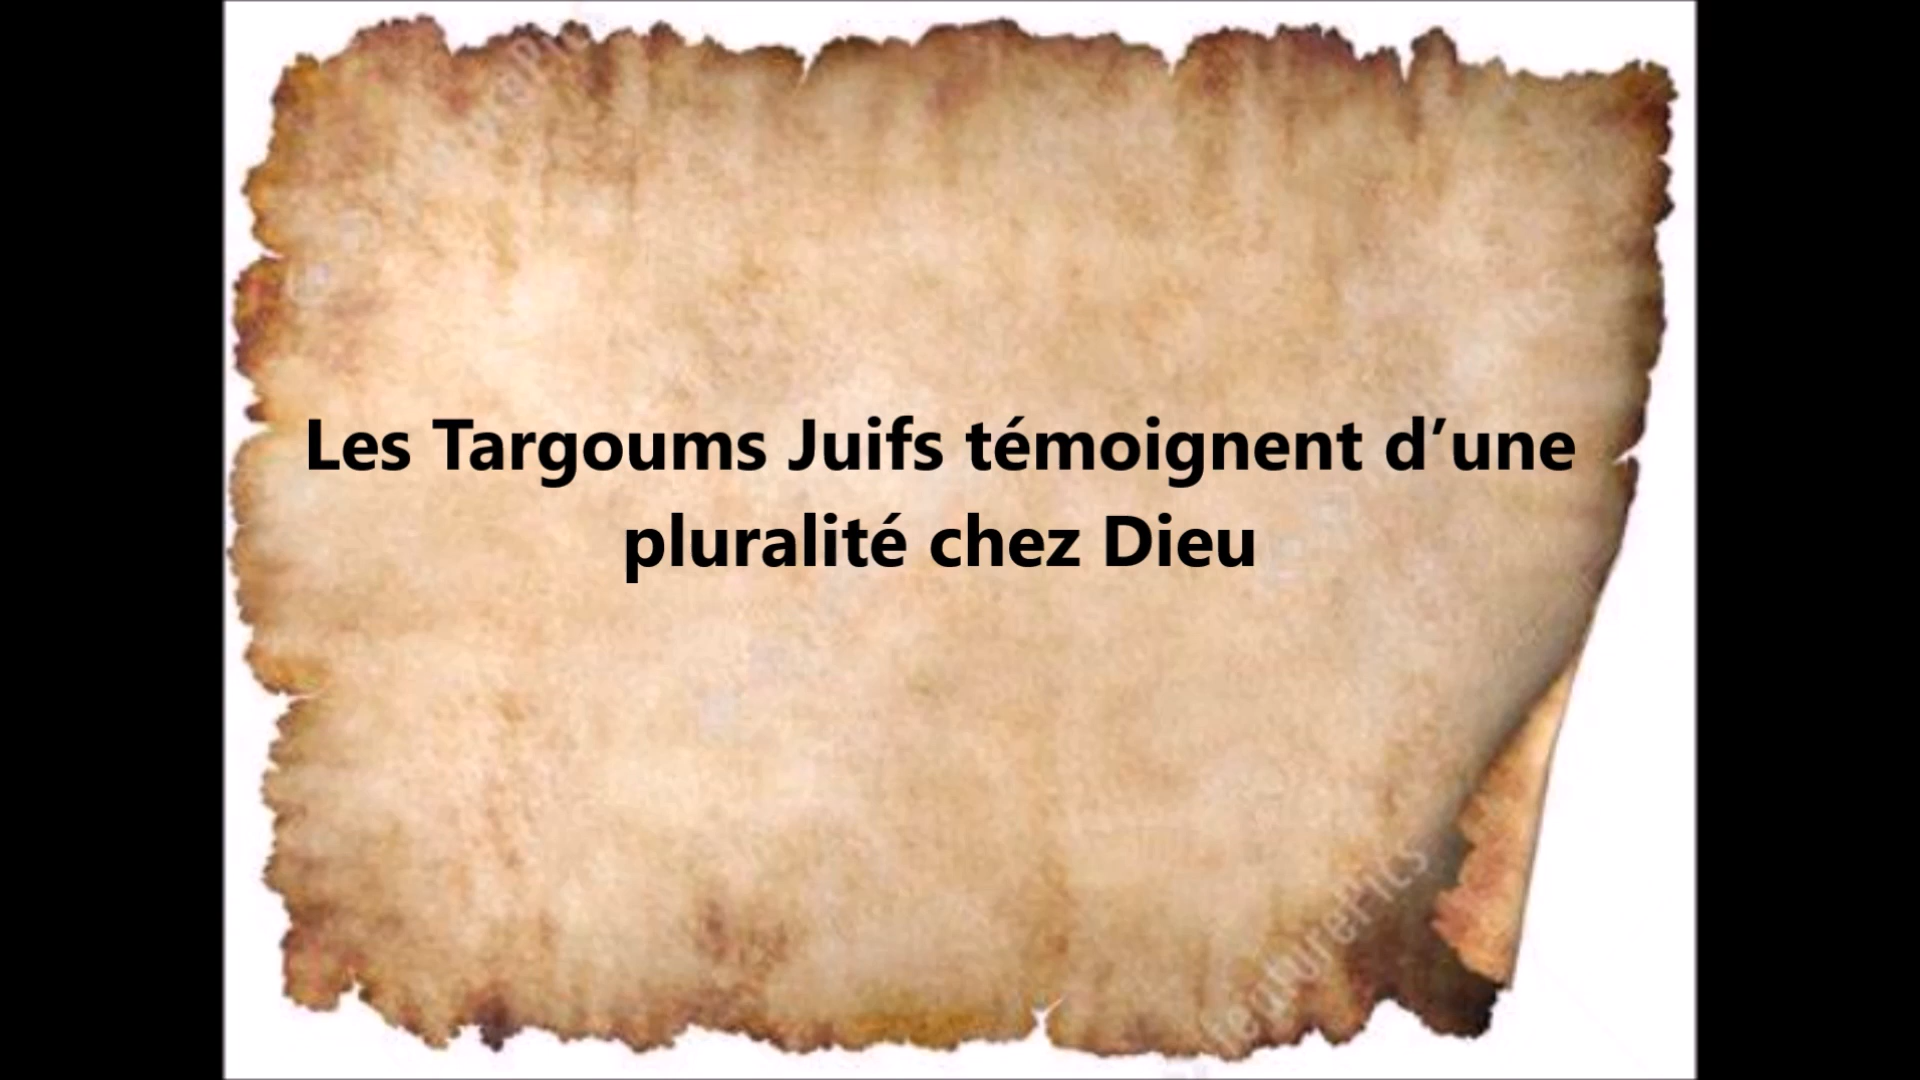 Les Targoums Juifs témoignent d’une
pluralité chez Dieu